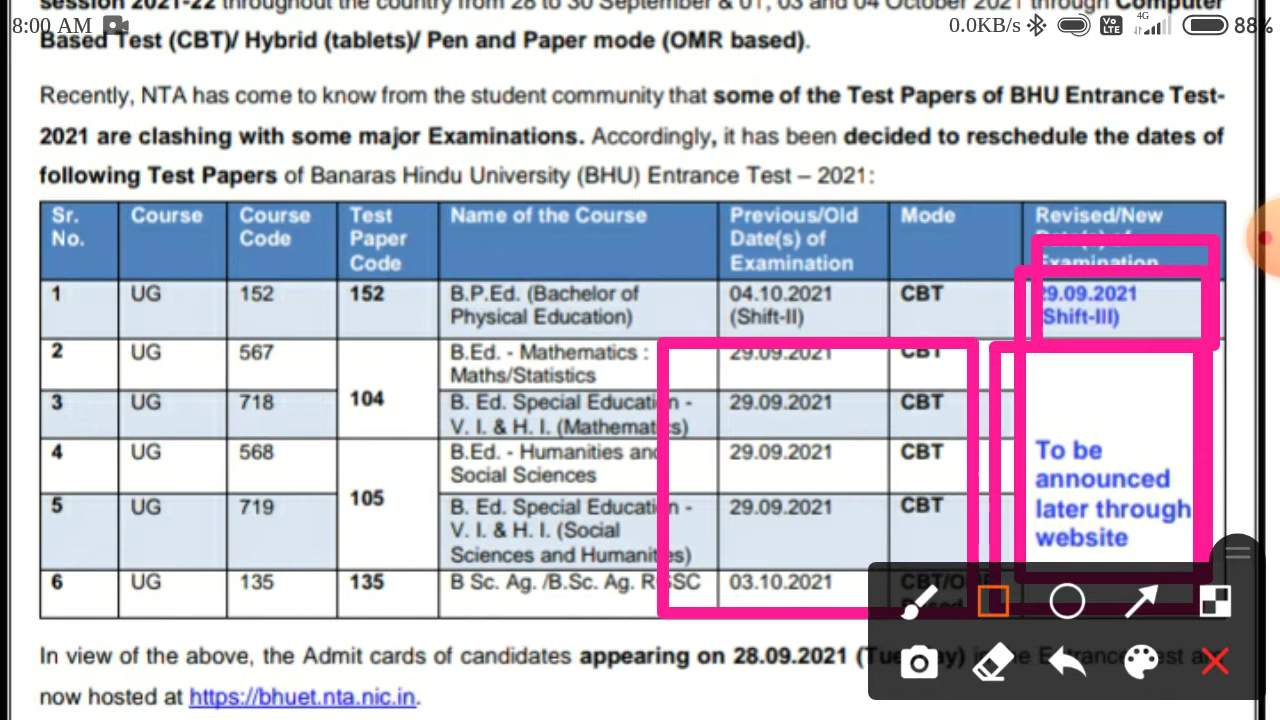 session 2021-22 throughout the country from 28 to 30 September & 01, 03 and 04 October 2021 through Computer
8:00 AM
0.0KB/s
Vo LTE
4G
88%
Based Test (CBT)/ Hybrid (tablets)/ Pen and Paper mode (OMR based).
Recently, NTA has come to know from the student community that some of the Test Papers of BHU Entrance Test-
2021 are clashing with some major Examinations. Accordingly, it has been decided to reschedule the dates of
following Test Papers of Banaras Hindu University (BHU) Entrance Test – 2021:
Sr. No.
Course
Course Code
Test Paper Code
Name of the Course
Previous/Old Date(s) of Examination
Mode
Revised/New Date(s) of Examination
1 UG 152 152 B.P.Ed. (Bachelor of Physical Education) 04.10.2021 (Shift-II) CBT 29.09.2021 (Shift-III)
2 UG 567 104 B.Ed. - Mathematics : Maths/Statistics 29.09.2021 CBT
3 UG 718 B. Ed. Special Education - V. I. & H. I. (Mathematics) 29.09.2021 CBT
4 UG 568 105 B.Ed. - Humanities and Social Sciences 29.09.2021 CBT
5 UG 719 B. Ed. Special Education - V. I. & H. I. (Social Sciences and Humanities) 29.09.2021 CBT
To be
announced
later through
website
6 UG 135 135 B Sc. Ag. /B.Sc. Ag. RGSC 03.10.2021
In view of the above, the Admit cards of candidates appearing on 28.09.2021 (Tuesday) in the Entrance Test
now hosted at https://bhuet.nta.nic.in.